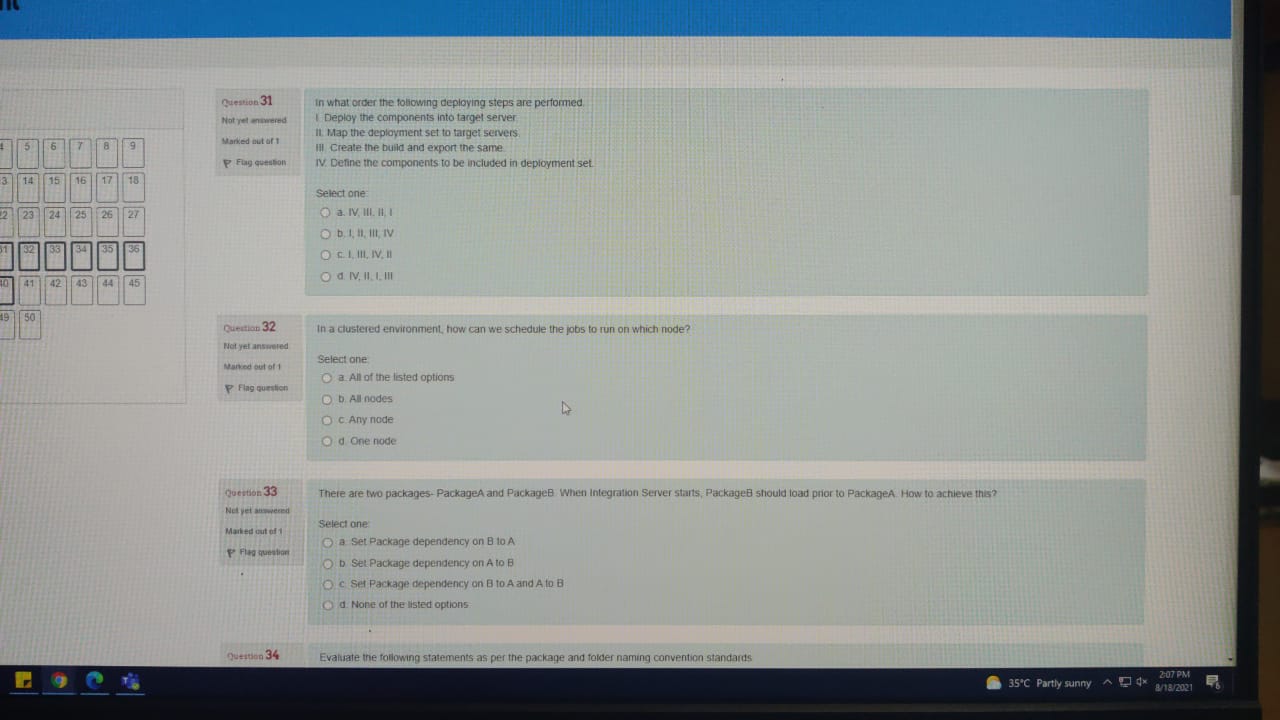 5 6 7 8 9
14 15 16 17 18
23 24 25 26 27
32 33 34 35 36
41 42 43 44 45
50
Question 31
Not yet answered
Marked out of 1
Flag question
In what order the following deploying steps are performed.
I. Deploy the components into target server.
II. Map the deployment set to target servers.
III. Create the build and export the same.
IV. Define the components to be included in deployment set.
Select one:
a. IV, III, II, I
b. I, II, III, IV
c. I, III, IV, II
d. IV, II, I, III
Question 32
Not yet answered
Marked out of 1
Flag question
In a clustered environment, how can we schedule the jobs to run on which node?
Select one:
a. All of the listed options
b. All nodes
c. Any node
d. One node
Question 33
Not yet answered
Marked out of 1
Flag question
There are two packages- PackageA and PackageB. When Integration Server starts, PackageB should load prior to PackageA. How to achieve this?
Select one:
a. Set Package dependency on B to A
b. Set Package dependency on A to B
c. Set Package dependency on B to A and A to B
d. None of the listed options
Question 34
Evaluate the following statements as per the package and folder naming convention standards
35°C Partly sunny
2:07 PM
8/18/2021